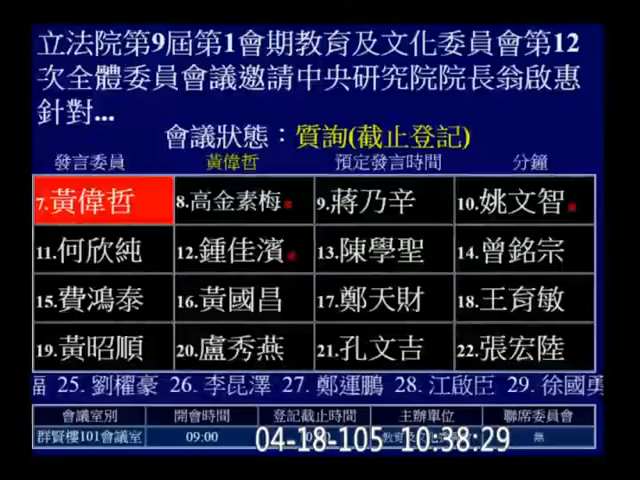 立法院第9屆第1會期教育及文化委員會第12
次全體委員會議邀請中央研究院院長翁啟惠
針對...
會議狀態：質詢(截止登記)
發言委員 黃偉哲 預定發言時間 分鐘
7.黃偉哲 8.高金素梅 9.蔣乃辛 10.姚文智
11.何欣純 12.鍾佳濱 13.陳學聖 14.曾銘宗
15.費鴻泰 16.黃國昌 17.鄭天財 18.王育敏
19.黃昭順 20.盧秀燕 21.孔文吉 22.張宏陸
福 25. 劉櫂豪 26. 李昆澤 27. 鄭運鵬 28. 江啟臣 29. 徐國勇
會議室別 開會時間 登記截止時間 主辦單位 聯席委員會
群賢樓101會議室 09:00 無
04-18-105 10:38:29